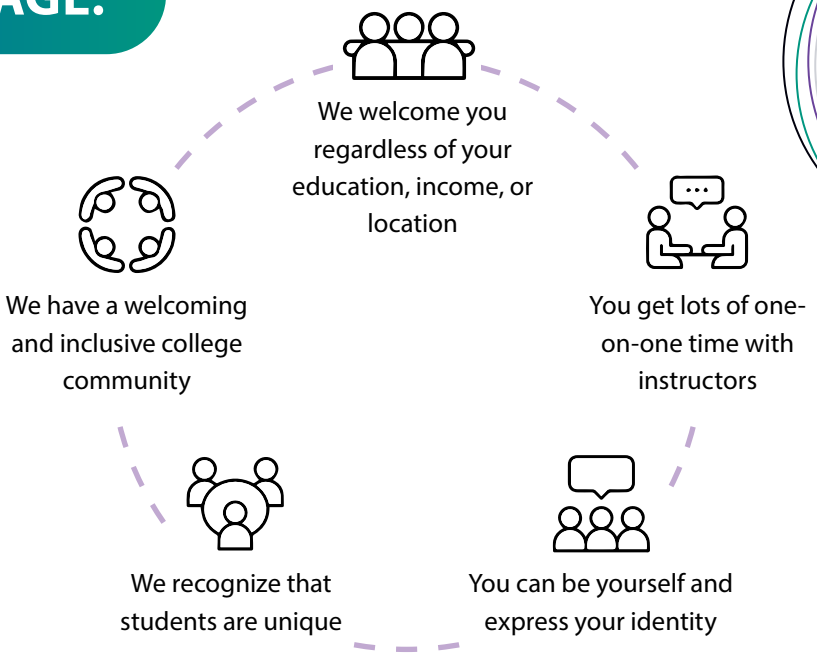 AGE:
We welcome you
regardless of your
education, income, or
location
You get lots of one-
on-one time with
instructors
You can be yourself and
express your identity
We recognize that
students are unique
We have a welcoming
and inclusive college
community